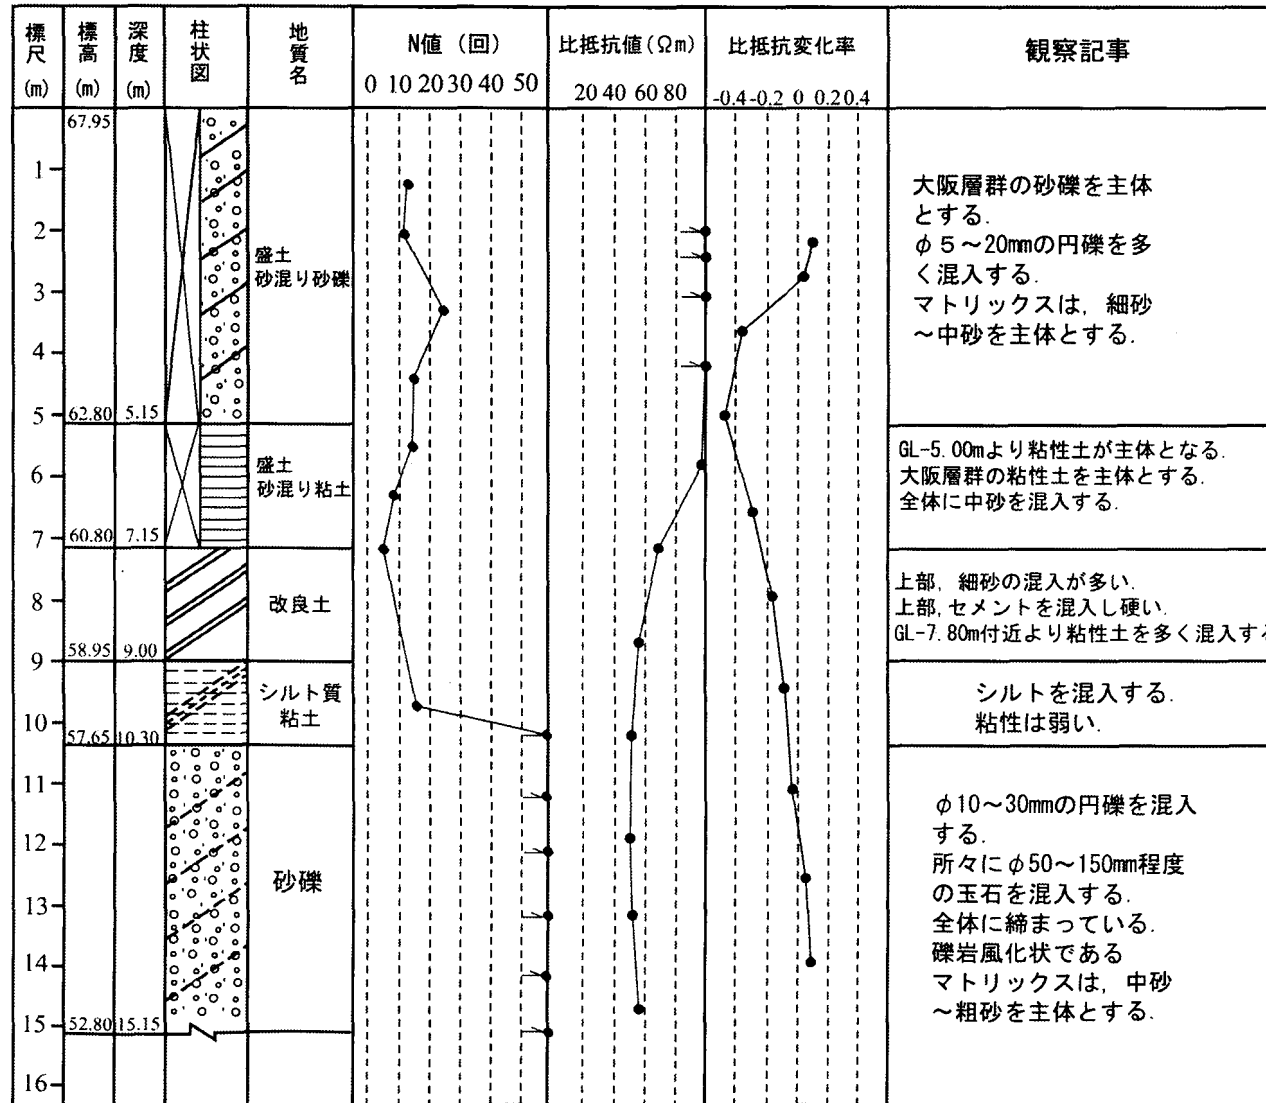 標尺(m)
標高(m)
深度(m)
柱状図
地質名
N値 (回)
0 10 20 30 40 50
比抵抗値(Ωm)
20 40 60 80
比抵抗変化率
-0.4 -0.2 0 0.2 0.4
観察記事
67.95
1
2
3
4
5
6
7
8
9
10
11
12
13
14
15
16
盛土
砂混り砂礫
大阪層群の砂礫を主体
とする.
φ5～20mmの円礫を多
く混入する.
マトリックスは, 細砂
～中砂を主体とする.
62.80 5.15
盛土
砂混り粘土
GL-5.00mより粘性土が主体となる.
大阪層群の粘性土を主体とする.
全体に中砂を混入する.
60.80 7.15
改良土
上部, 細砂の混入が多い.
上部,セメントを混入し硬い.
GL-7.80m付近より粘性土を多く混入する
58.95 9.00
シルト質
粘土
シルトを混入する.
粘性は弱い.
57.65 10.30
砂礫
φ10～30mmの円礫を混入
する.
所々にφ50～150mm程度
の玉石を混入する.
全体に締まっている.
礫岩風化状である
マトリックスは, 中砂
～粗砂を主体とする.
52.80 15.15